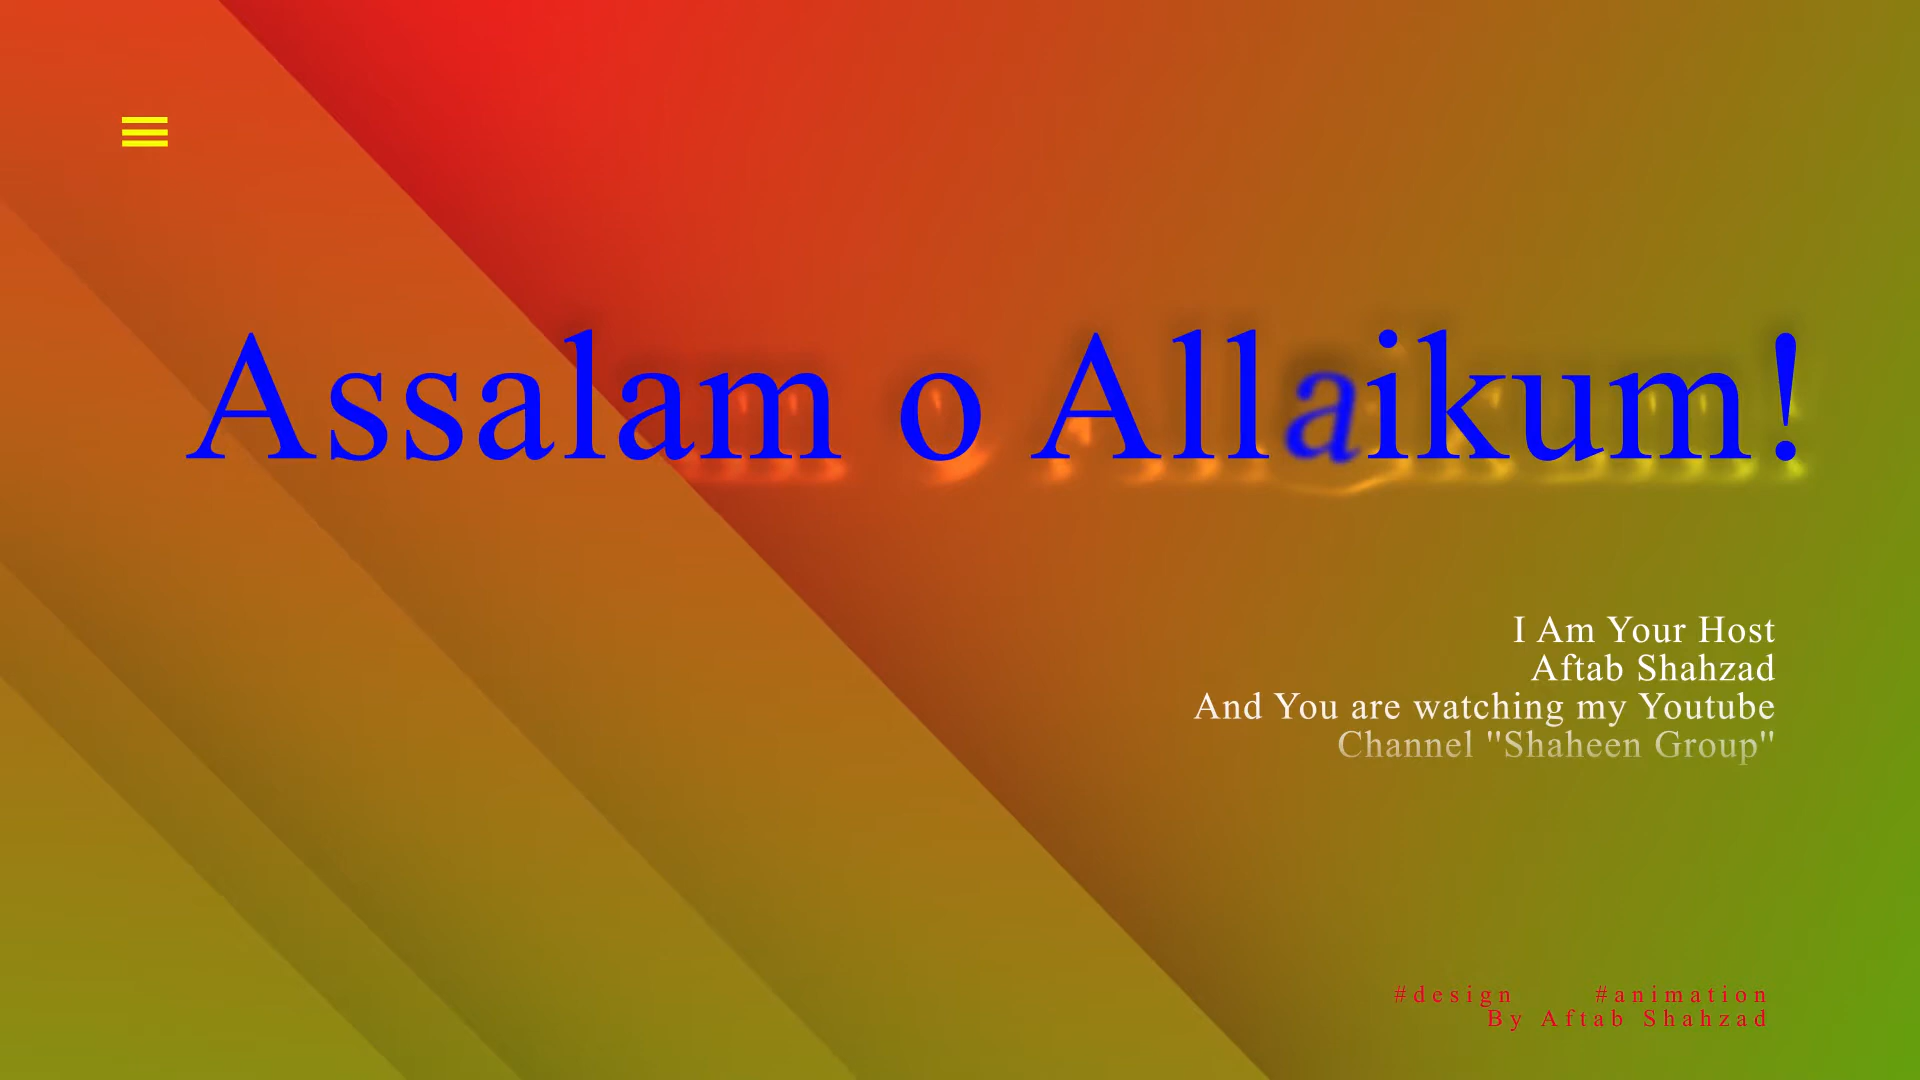 Assalam o Allaikum!
I Am Your Host
Aftab Shahzad
And You are watching my Youtube
Channel "Shaheen Group"
#design #animation
By Aftab Shahzad